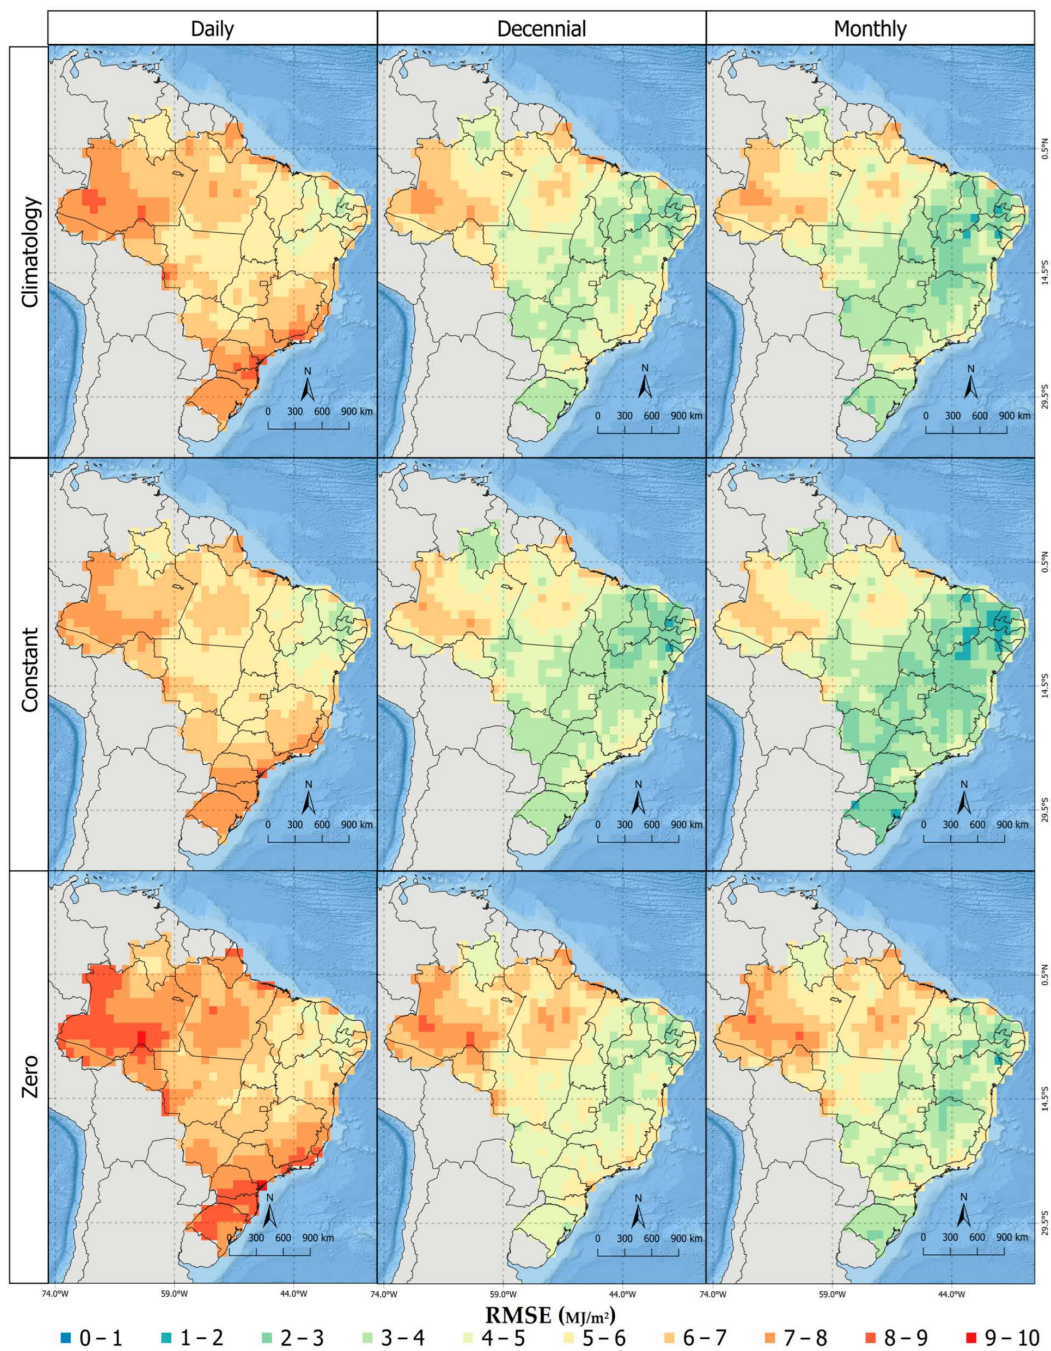 Daily Decennial Monthly
Climatology
0.5°N
14.5°S
29.5°S
N N N
0 300 600 900 km 0 300 600 900 km 0 300 600 900 km
Constant
0.5°N
14.5°S
29.5°S
N N N
0 300 600 900 km 0 300 600 900 km 0 300 600 900 km
Zero
0.5°N
14.5°S
29.5°S
N N N
0 300 600 900 km 0 300 600 900 km 0 300 600 900 km
74.0°W 59.0°W 44.0°W 74.0°W 59.0°W 44.0°W 74.0°W 59.0°W 44.0°W
RMSE (MJ/m²)
0 - 1 1 - 2 2 - 3 3 - 4 4 - 5 5 - 6 6 - 7 7 - 8 8 - 9 9 - 10